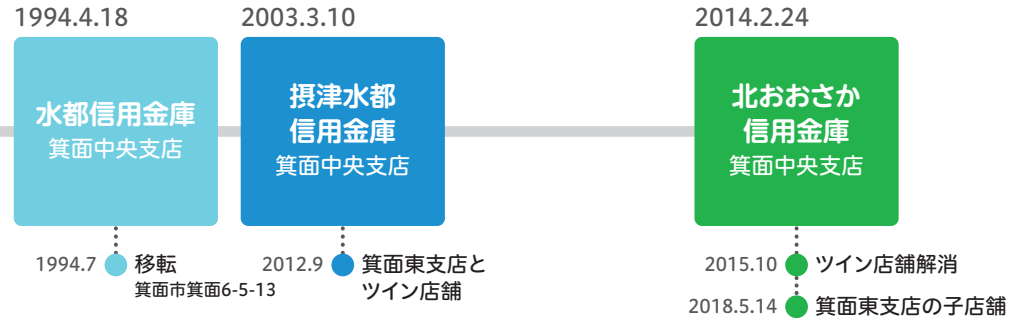 1994.4.18
水都信用金庫
箕面中央支店
1994.7 移転
箕面市箕面6-5-13
2003.3.10
摂津水都
信用金庫
箕面中央支店
2012.9 箕面東支店と
ツイン店舗
2014.2.24
北おおさか
信用金庫
箕面中央支店
2015.10 ツイン店舗解消
2018.5.14 箕面東支店の子店舗